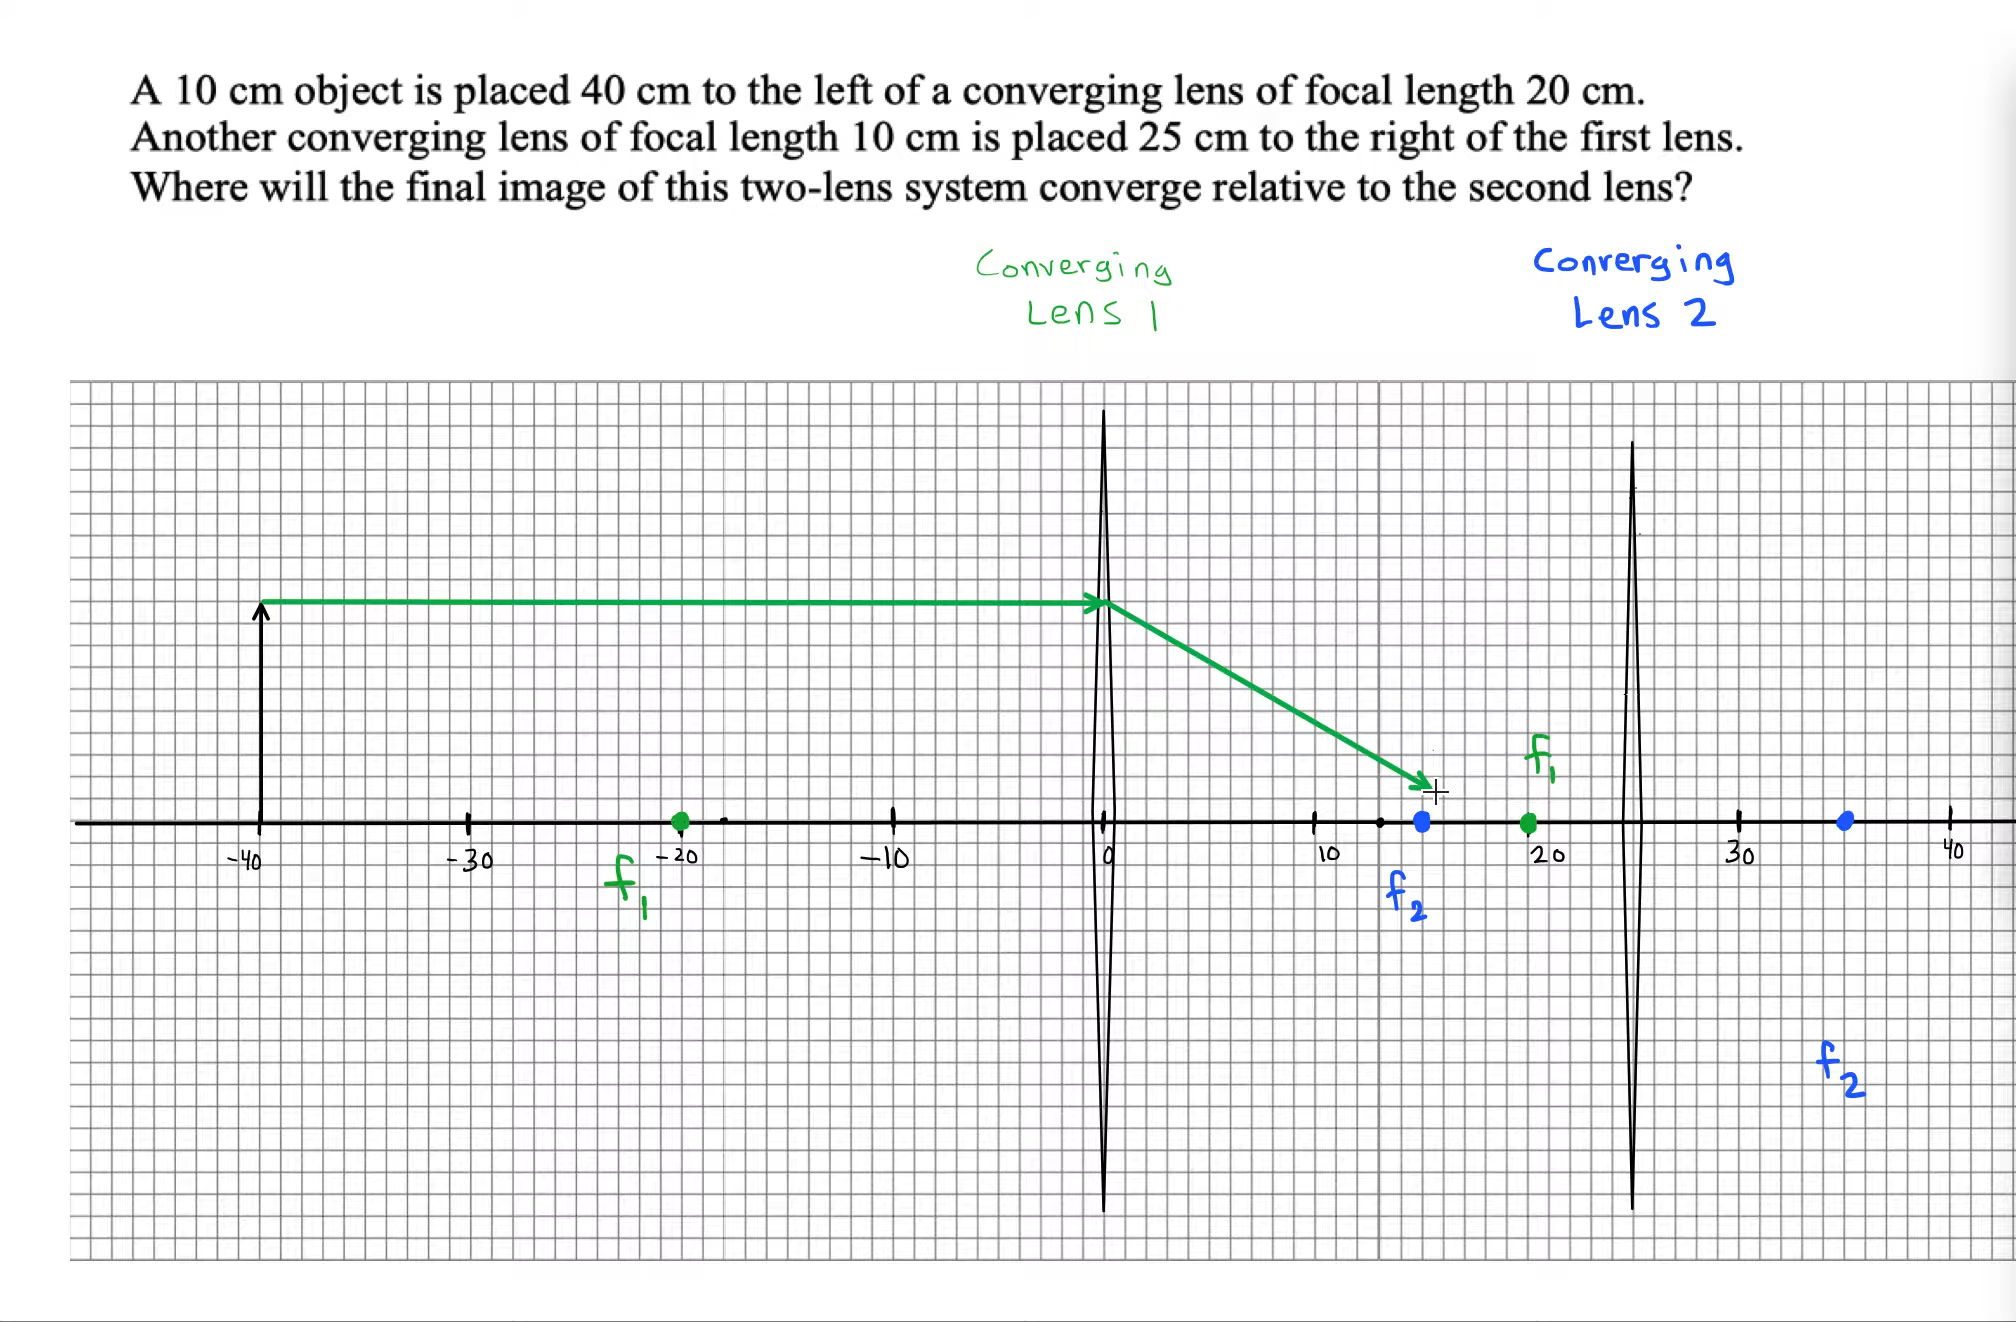 A 10 cm object is placed 40 cm to the left of a converging lens of focal length 20 cm.
Another converging lens of focal length 10 cm is placed 25 cm to the right of the first lens.
Where will the final image of this two-lens system converge relative to the second lens?
Converging
Lens 1
Converging
Lens 2
f1
-40 -30 -20 -10 0 10 20 30 40
f1
f2
f2